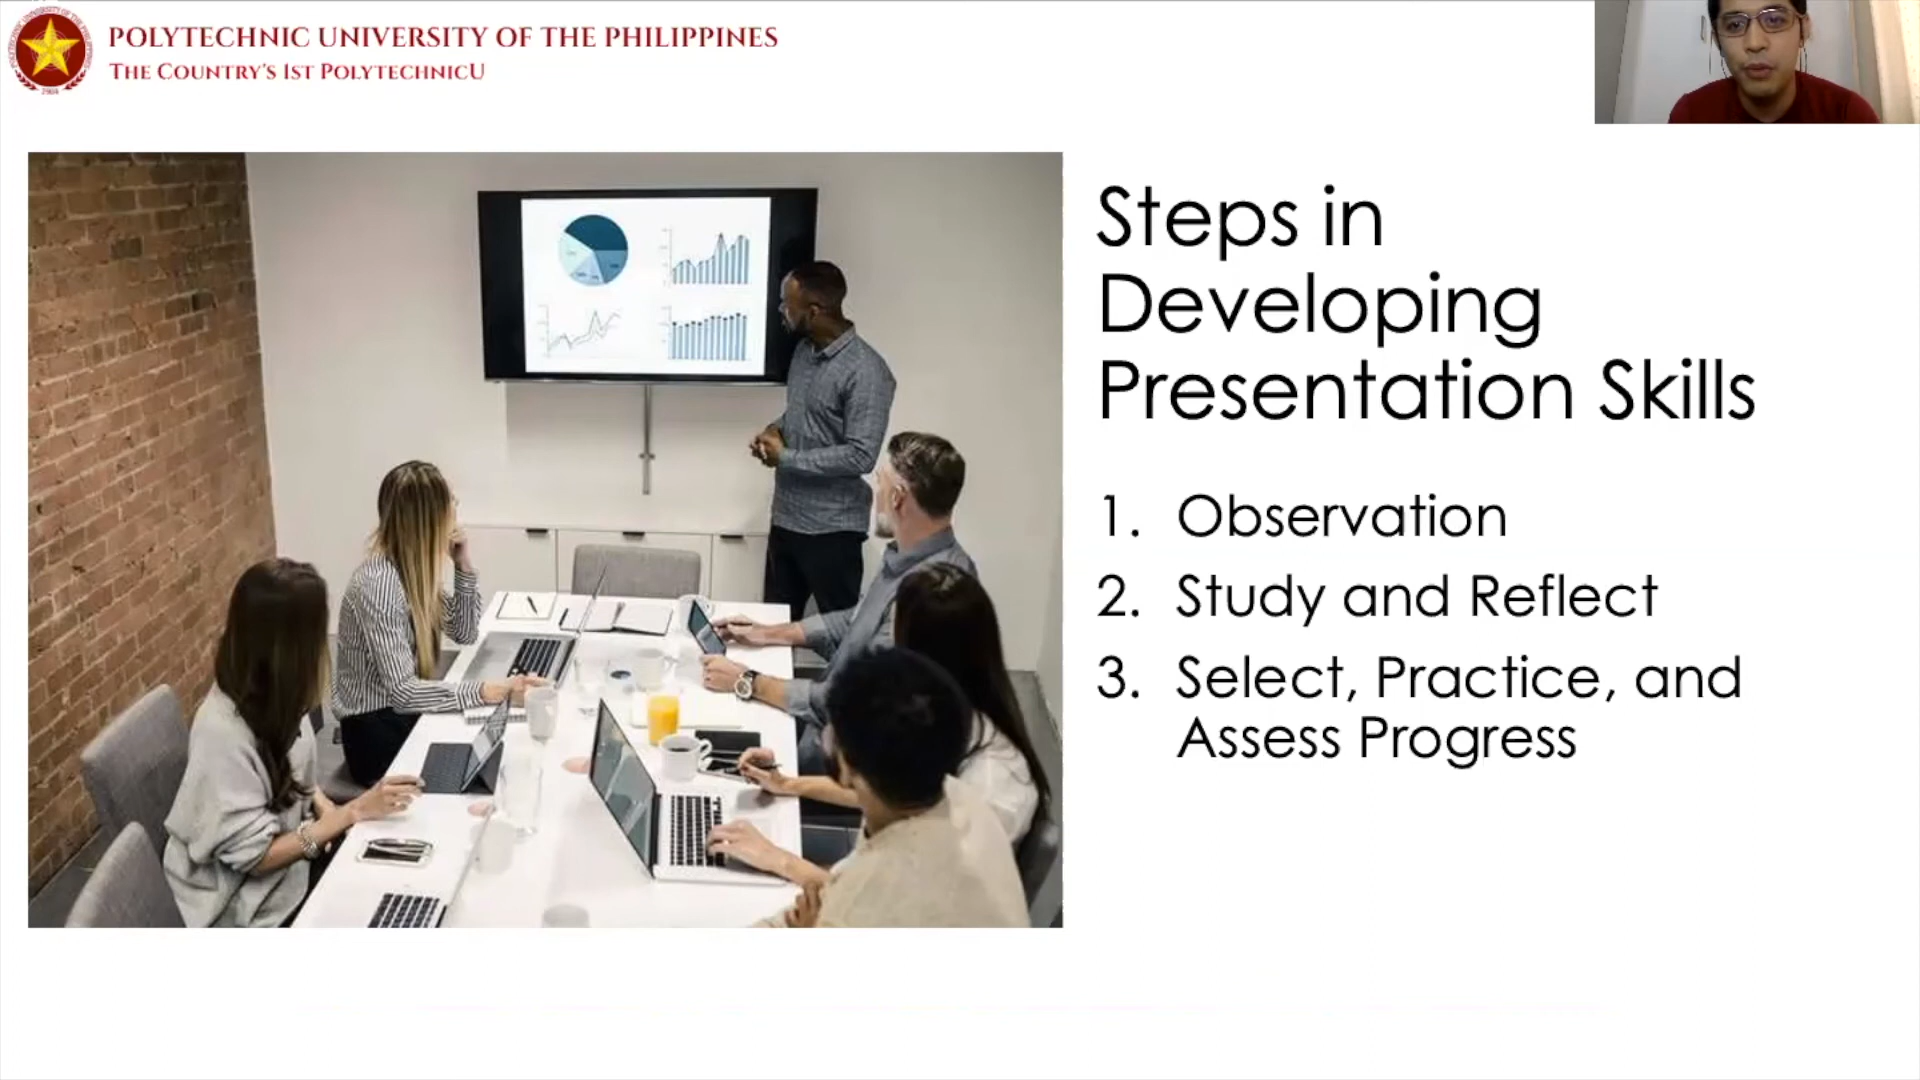 POLYTECHNIC UNIVERSITY OF THE PHILIPPINES
THE COUNTRY'S 1ST POLYTECHNICU
Steps in
Developing
Presentation Skills
1. Observation
2. Study and Reflect
3. Select, Practice, and
Assess Progress